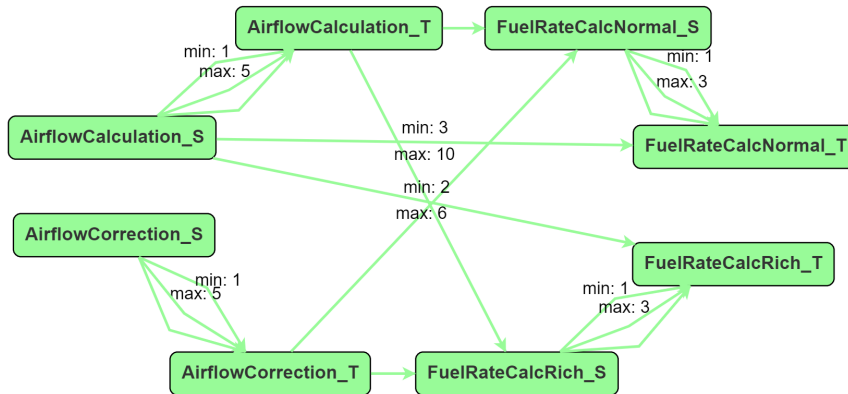 AirflowCalculation_T
FuelRateCalcNormal_S
min: 1
max: 5
min: 1
max: 3
AirflowCalculation_S
min: 3
max: 10
FuelRateCalcNormal_T
min: 2
max: 6
AirflowCorrection_S
FuelRateCalcRich_T
min: 1
max: 5
min: 1
max: 3
AirflowCorrection_T
FuelRateCalcRich_S